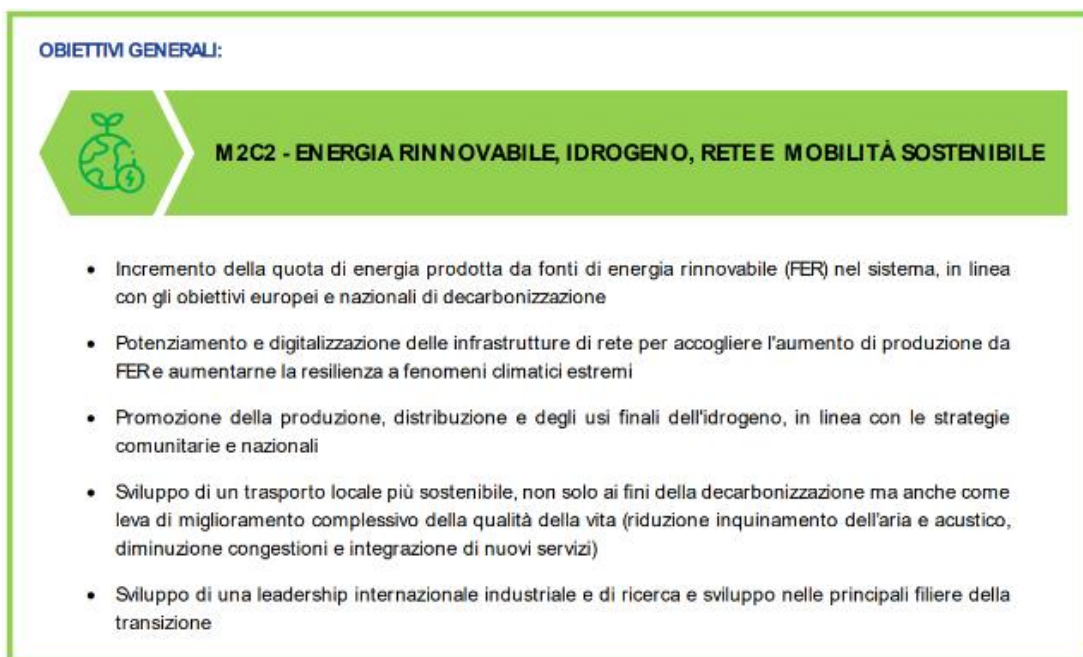 OBIETTIVI GENERALI:
M2C2 - ENERGIA RINNOVABILE, IDROGENO, RETE E MOBILITÀ SOSTENIBILE
• Incremento della quota di energia prodotta da fonti di energia rinnovabile (FER) nel sistema, in linea
con gli obiettivi europei e nazionali di decarbonizzazione
• Potenziamento e digitalizzazione delle infrastrutture di rete per accogliere l'aumento di produzione da
FER e aumentarne la resilienza a fenomeni climatici estremi
• Promozione della produzione, distribuzione e degli usi finali dell'idrogeno, in linea con le strategie
comunitarie e nazionali
• Sviluppo di un trasporto locale più sostenibile, non solo ai fini della decarbonizzazione ma anche come
leva di miglioramento complessivo della qualità della vita (riduzione inquinamento dell'aria e acustico,
diminuzione congestioni e integrazione di nuovi servizi)
• Sviluppo di una leadership internazionale industriale e di ricerca e sviluppo nelle principali filiere della
transizione